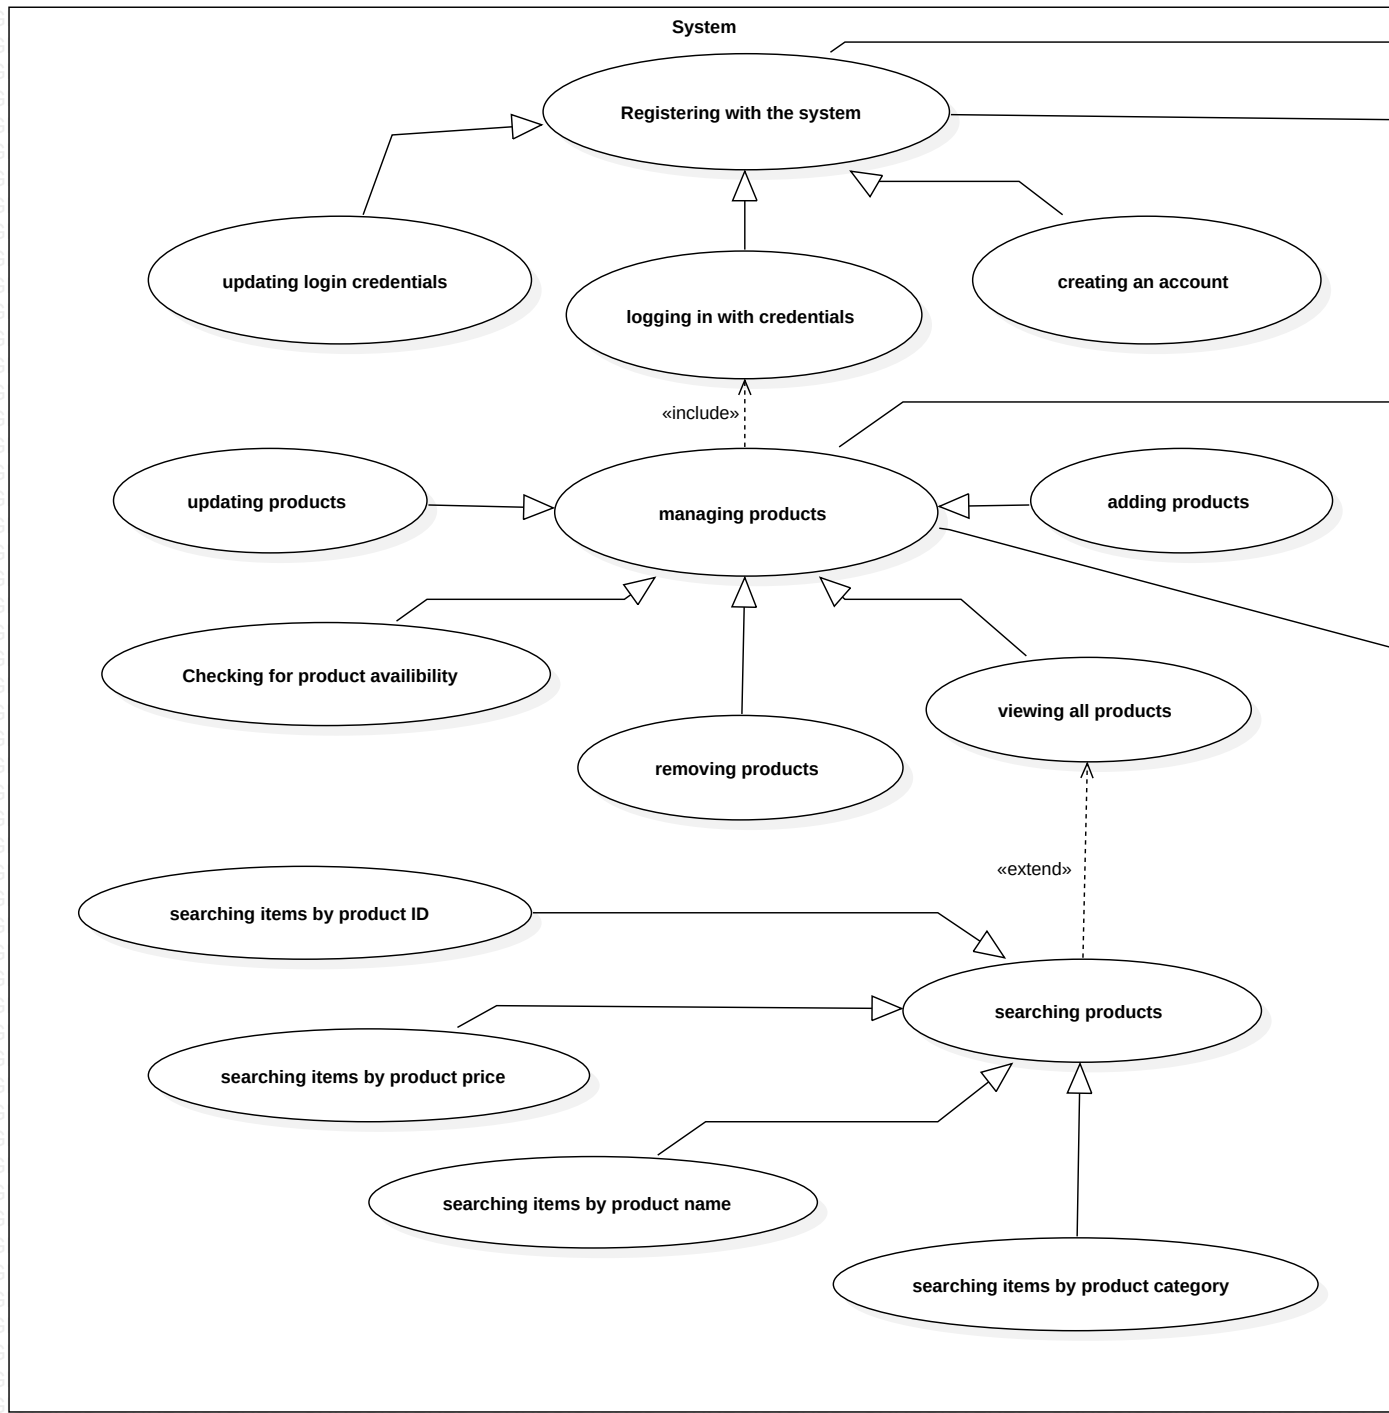 System
Registering with the system
updating login credentials
logging in with credentials
creating an account
«include»
updating products
managing products
adding products
Checking for product availibility
removing products
viewing all products
«extend»
searching items by product ID
searching products
searching items by product price
searching items by product name
searching items by product category